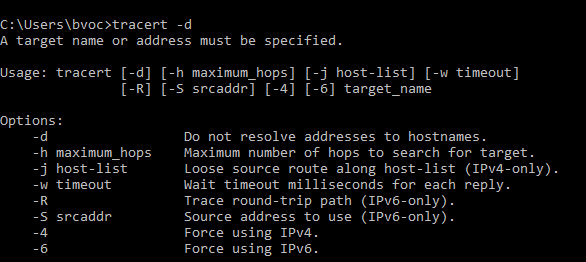 C:\Users\bvoc>tracert -d
A target name or address must be specified.
Usage: tracert [-d] [-h maximum_hops] [-j host-list] [-w timeout]
[-R] [-S srcaddr] [-4] [-6] target_name
Options:
-d Do not resolve addresses to hostnames.
-h maximum_hops Maximum number of hops to search for target.
-j host-list Loose source route along host-list (IPv4-only).
-w timeout Wait timeout milliseconds for each reply.
-R Trace round-trip path (IPv6-only).
-S srcaddr Source address to use (IPv6-only).
-4 Force using IPv4.
-6 Force using IPv6.